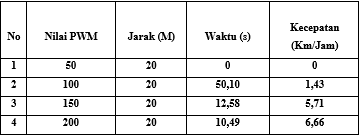 No Nilai PWM Jarak (M) Waktu (s) Kecepatan (Km/Jam)
1 50 20 0 0
2 100 20 50,10 1,43
3 150 20 12,58 5,71
4 200 20 10,49 6,66